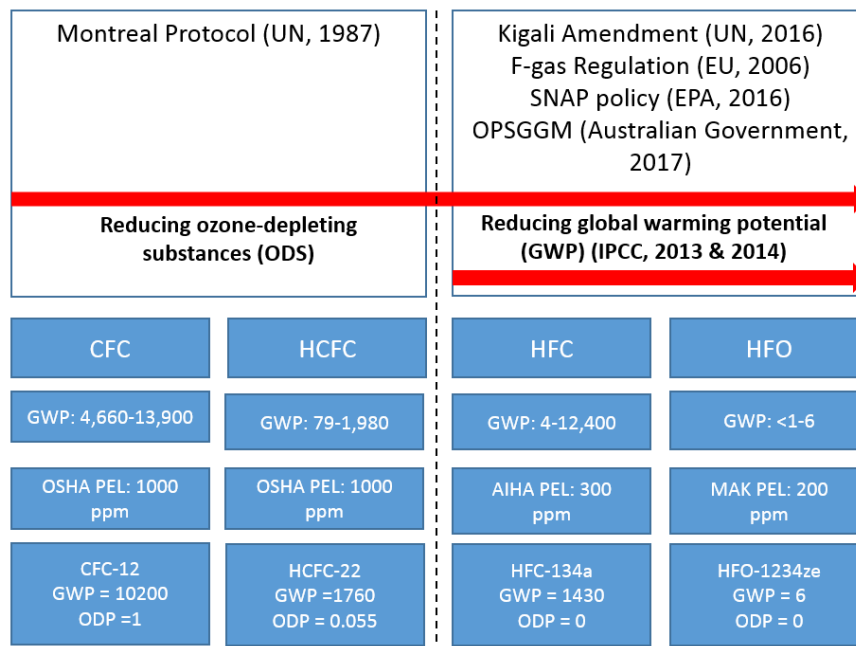 Montreal Protocol (UN, 1987)
Kigali Amendment (UN, 2016)
F-gas Regulation (EU, 2006)
SNAP policy (EPA, 2016)
OPSGGM (Australian Government,
2017)
Reducing ozone-depleting
substances (ODS)
Reducing global warming potential
(GWP) (IPCC, 2013 & 2014)
CFC
HCFC
HFC
HFO
GWP: 4,660-13,900
GWP: 79-1,980
GWP: 4-12,400
GWP: <1-6
OSHA PEL: 1000
ppm
OSHA PEL: 1000
ppm
AIHA PEL: 300
ppm
MAK PEL: 200
ppm
CFC-12
GWP = 10200
ODP =1
HCFC-22
GWP =1760
ODP = 0.055
HFC-134a
GWP = 1430
ODP = 0
HFO-1234ze
GWP = 6
ODP = 0